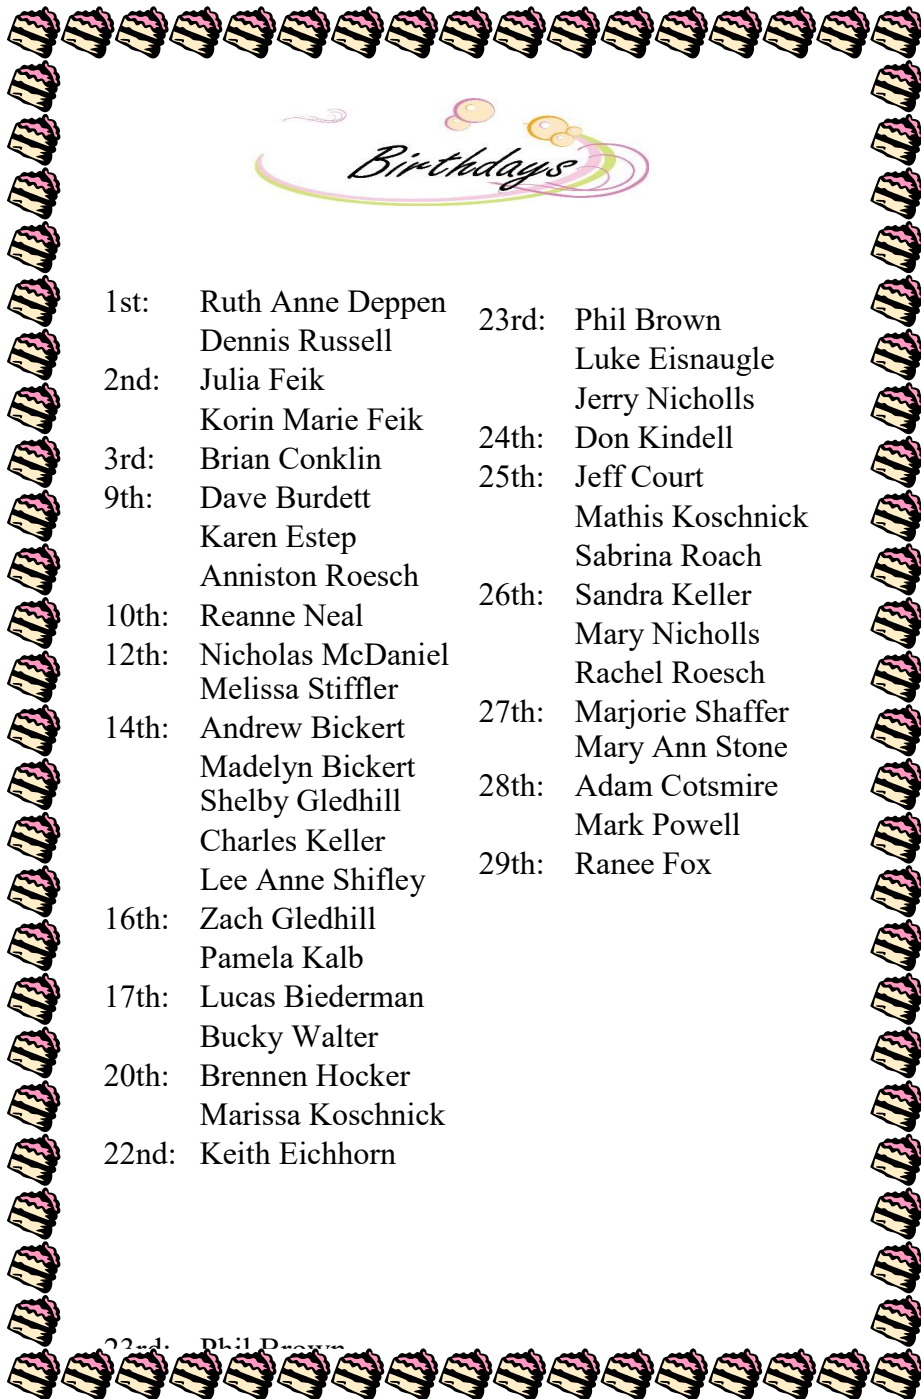 Birthdays
1st: Ruth Anne Deppen
Dennis Russell
2nd: Julia Feik
Korin Marie Feik
3rd: Brian Conklin
9th: Dave Burdett
Karen Estep
Anniston Roesch
10th: Reanne Neal
12th: Nicholas McDaniel
Melissa Stiffler
14th: Andrew Bickert
Madelyn Bickert
Shelby Gledhill
Charles Keller
Lee Anne Shifley
16th: Zach Gledhill
Pamela Kalb
17th: Lucas Biederman
Bucky Walter
20th: Brennen Hocker
Marissa Koschnick
22nd: Keith Eichhorn
23rd: Phil Brown
23rd: Phil Brown
Luke Eisnaugle
Jerry Nicholls
24th: Don Kindell
25th: Jeff Court
Mathis Koschnick
Sabrina Roach
26th: Sandra Keller
Mary Nicholls
Rachel Roesch
27th: Marjorie Shaffer
Mary Ann Stone
28th: Adam Cotsmire
Mark Powell
29th: Ranee Fox